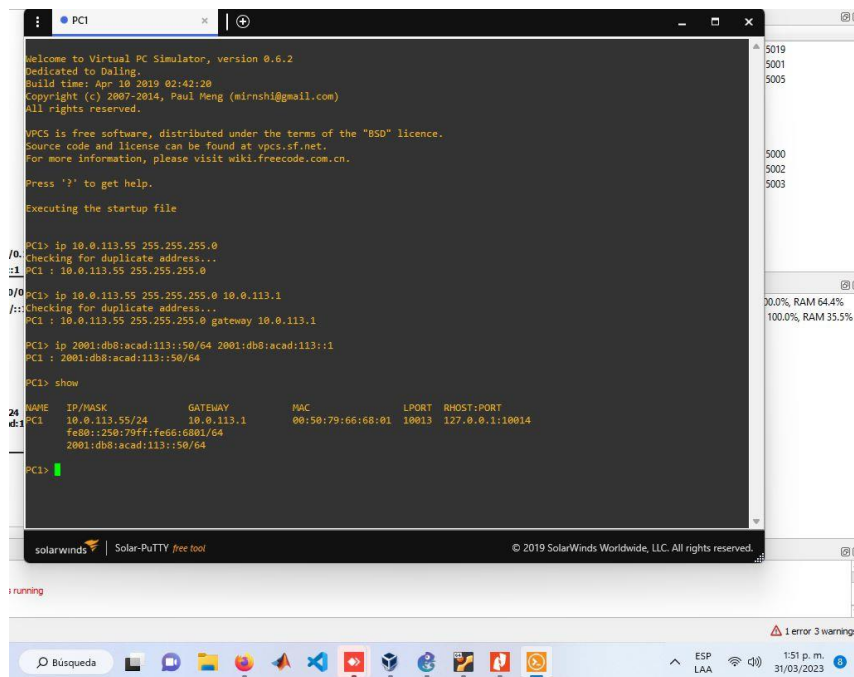 PC1
Welcome to Virtual PC Simulator, version 0.6.2
Dedicated to Daling.
Build time: Apr 10 2019 02:42:20
Copyright (c) 2007-2014, Paul Meng (mirnshi@gmail.com)
All rights reserved.
VPCS is free software, distributed under the terms of the "BSD" licence.
Source code and license can be found at vpcs.sf.net.
For more information, please visit wiki.freecode.com.cn.
Press '?' to get help.
Executing the startup file
PC1> ip 10.0.113.55 255.255.255.0
Checking for duplicate address...
PC1 : 10.0.113.55 255.255.255.0
PC1> ip 10.0.113.55 255.255.255.0 10.0.113.1
Checking for duplicate address...
PC1 : 10.0.113.55 255.255.255.0 gateway 10.0.113.1
PC1> ip 2001:db8:acad:113::50/64 2001:db8:acad:113::1
PC1 : 2001:db8:acad:113::50/64
PC1> show
NAME IP/MASK GATEWAY MAC LPORT RHOST:PORT
PC1 10.0.113.55/24 10.0.113.1 00:50:79:66:68:01 10013 127.0.0.1:10014
fe80::250:79ff:fe66:6801/64
2001:db8:acad:113::50/64
PC1>
solarwinds Solar-PuTTY free tool © 2019 SolarWinds Worldwide, LLC. All rights reserved.
5019
5001
5005
5000
5002
5003
00.0%, RAM 64.4%
100.0%, RAM 35.5%
running
1 error 3 warning
Búsqueda
ESP
LAA
1:51 p. m.
31/03/2023
8